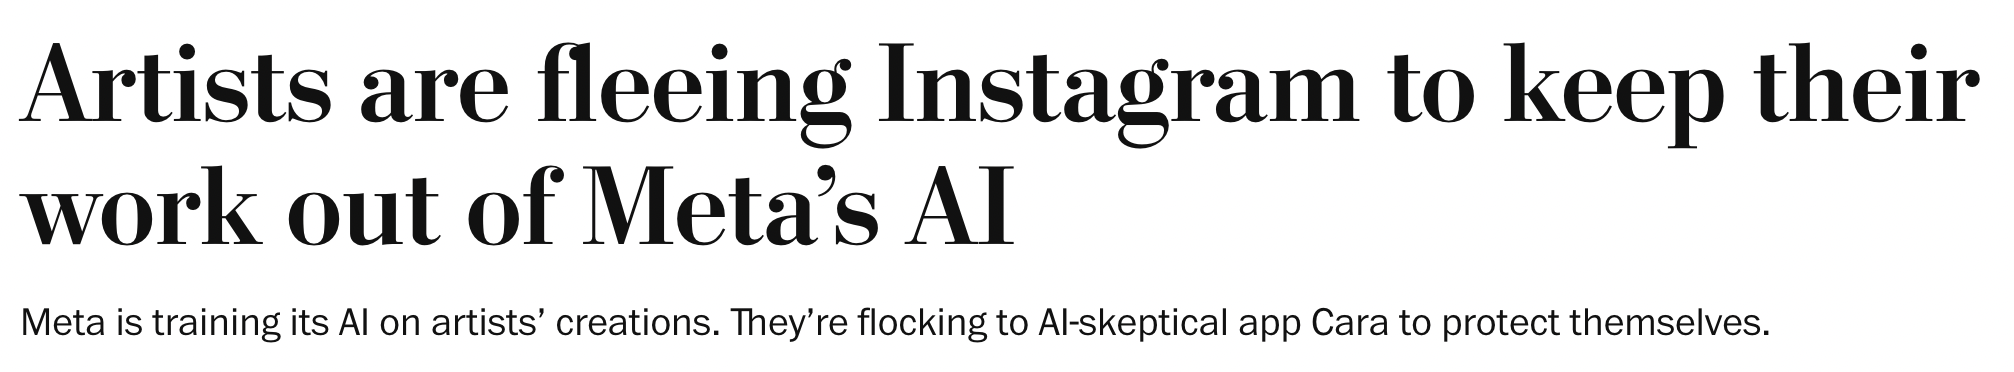 Artists are fleeing Instagram to keep their
work out of Meta’s AI
Meta is training its AI on artists’ creations. They’re flocking to AI-skeptical app Cara to protect themselves.